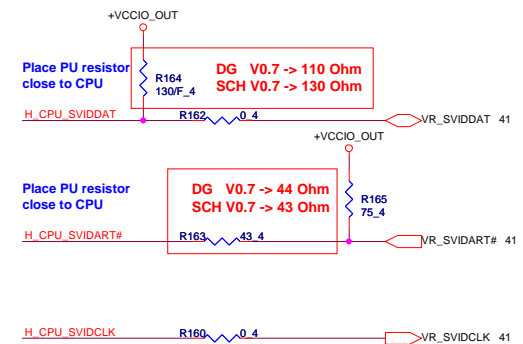 +VCCIO_OUT
Place PU resistor
close to CPU
R164
130/F_4
DG V0.7 -> 110 Ohm
SCH V0.7 -> 130 Ohm
H_CPU_SVIDDAT R162 0_4 VR_SVIDDAT 41
+VCCIO_OUT
Place PU resistor
close to CPU
DG V0.7 -> 44 Ohm
SCH V0.7 -> 43 Ohm
R165
75_4
H_CPU_SVIDART# R163 43_4 VR_SVIDART# 41
H_CPU_SVIDCLK R160 0_4 VR_SVIDCLK 41